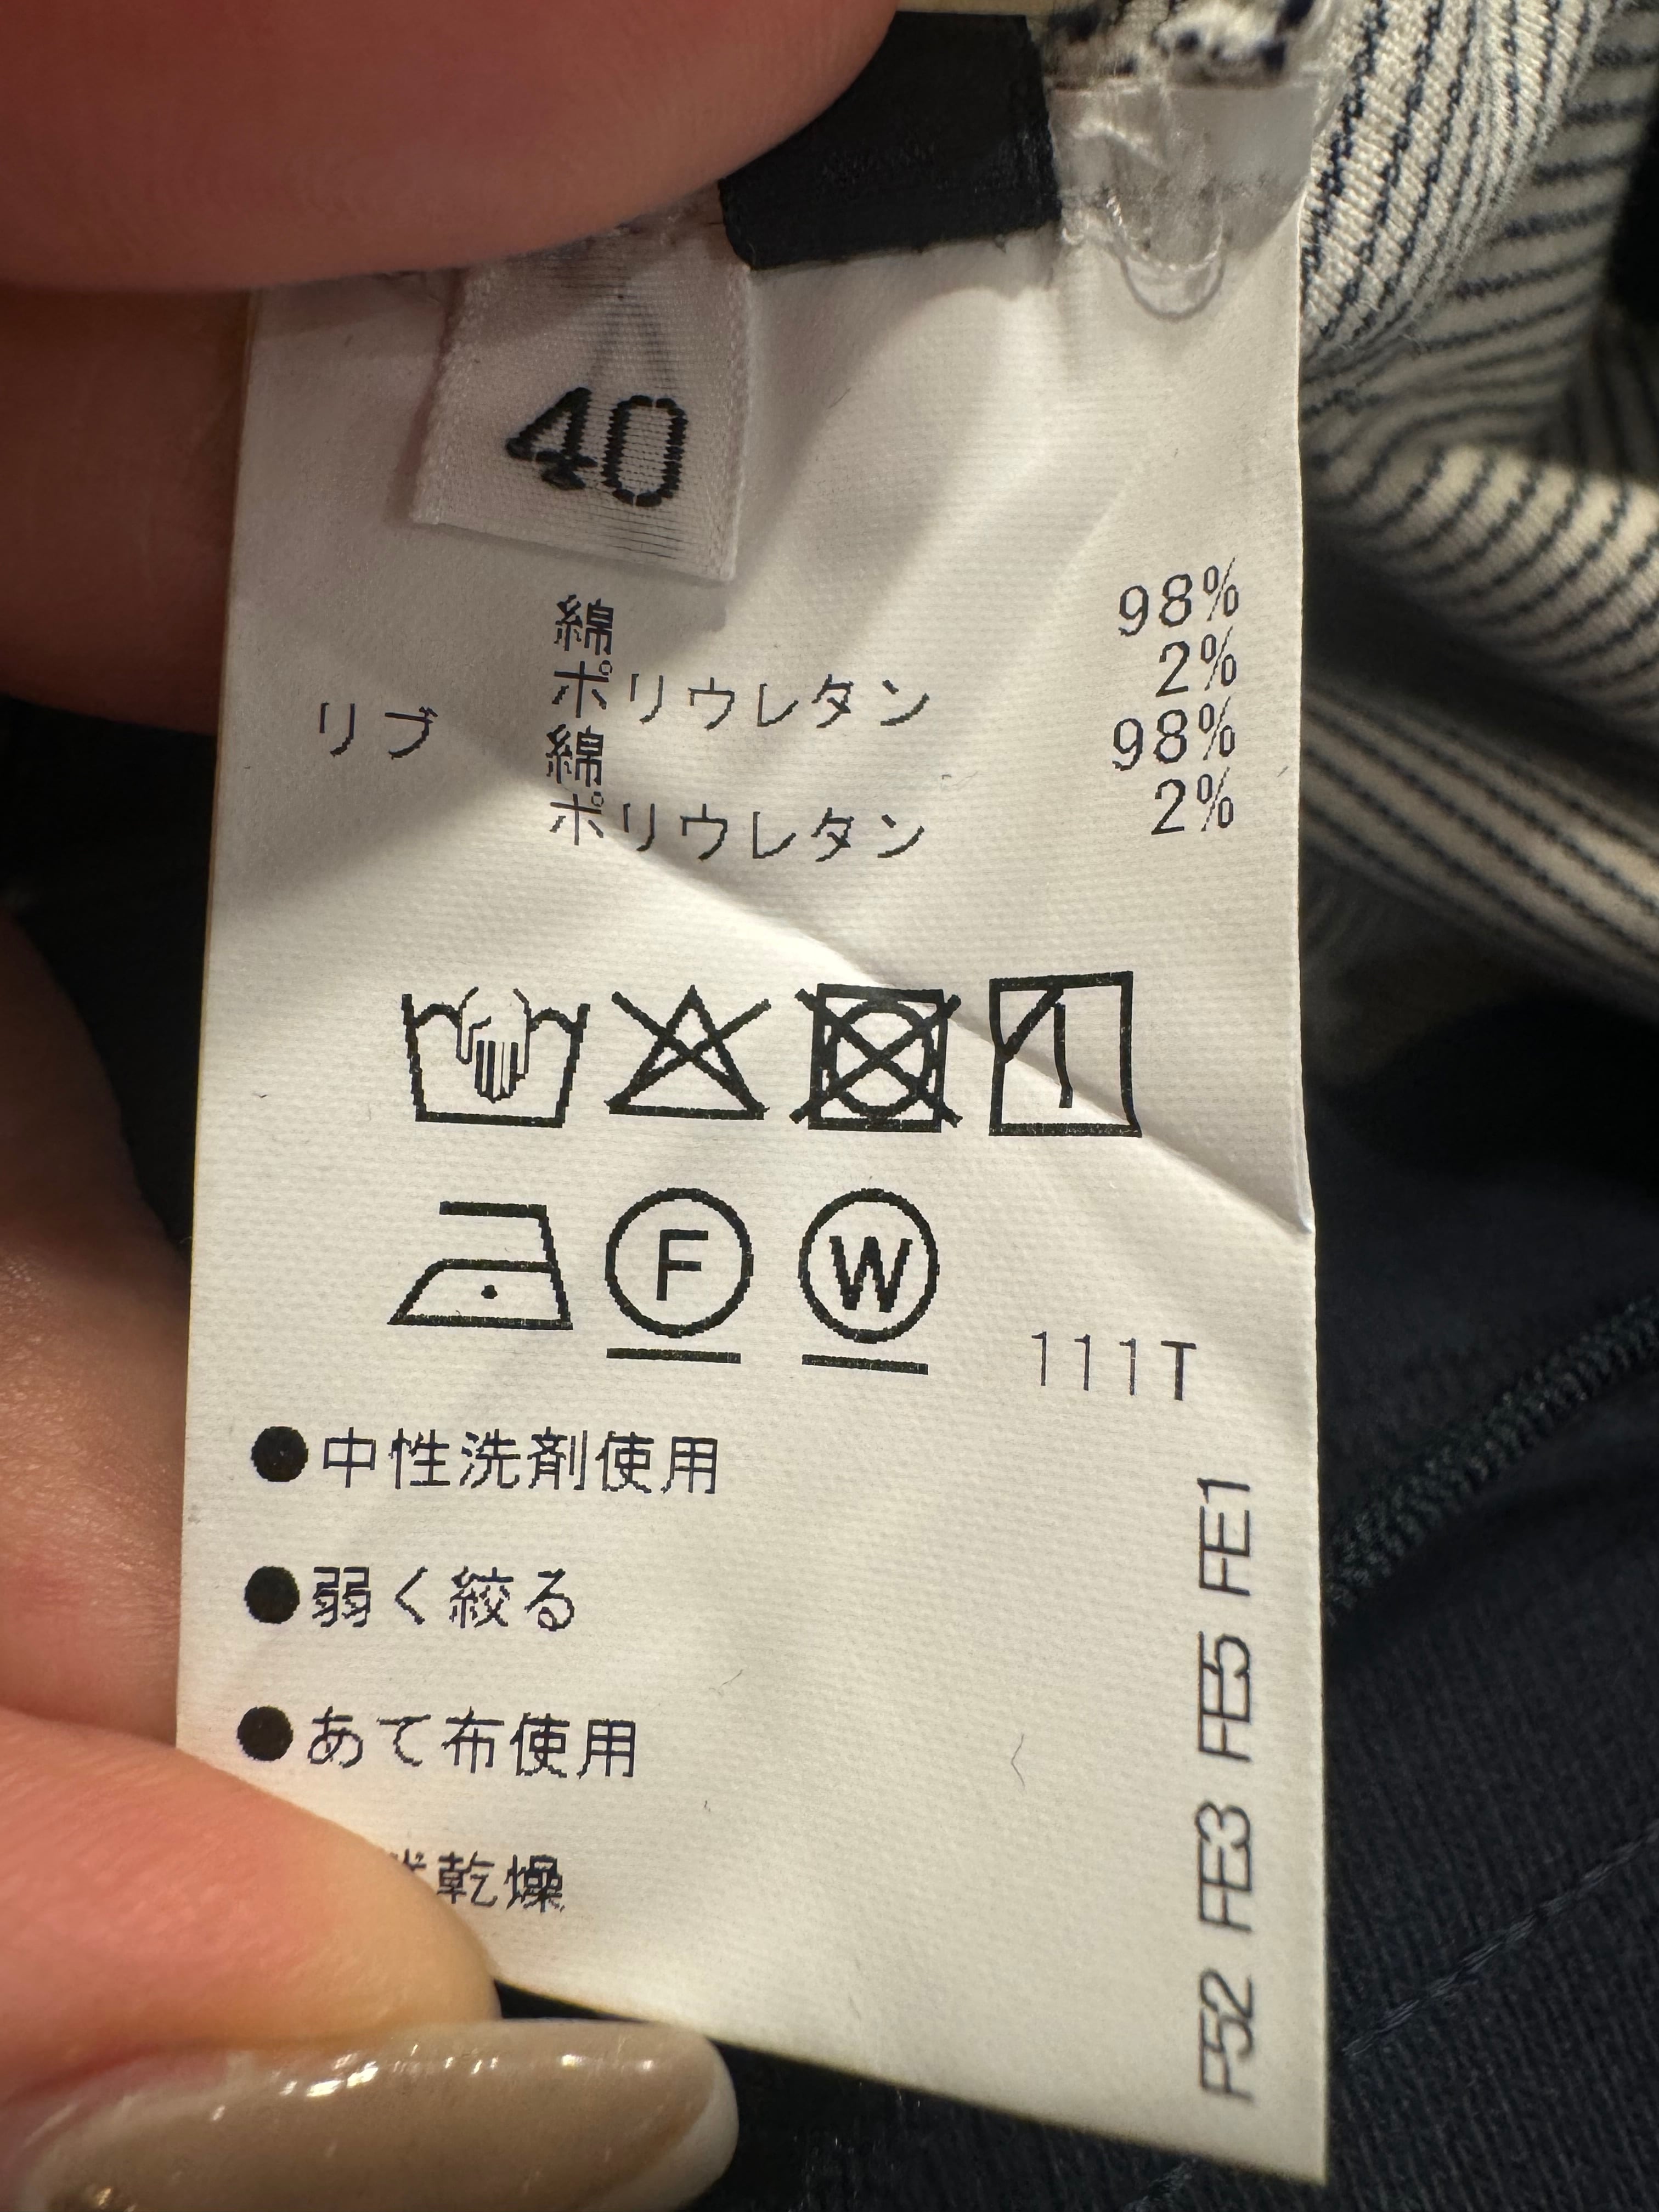 40
綿 98%
ポリウレタン 2%
リブ 綿 98%
ポリウレタン 2%
F W
111T
●中性洗剤使用
●弱く絞る
●あて布使用
乾燥
P52 FE3 FE5 FE1